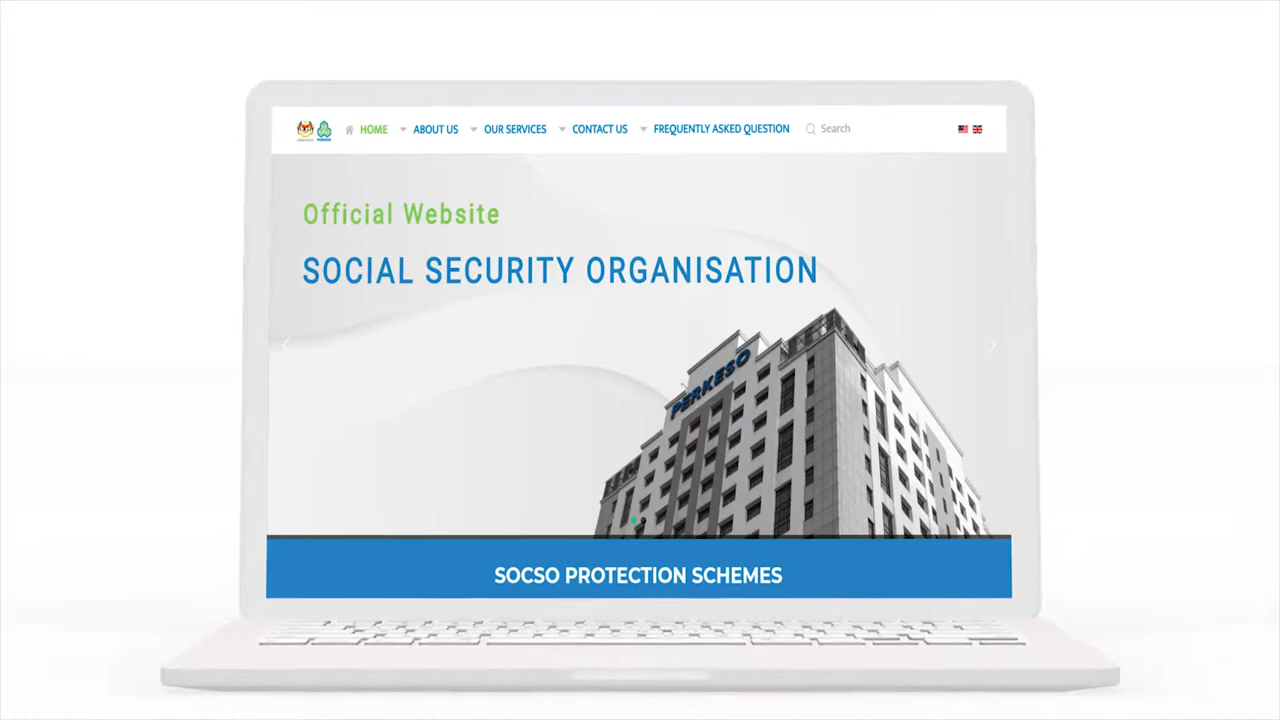 HOME ABOUT US OUR SERVICES CONTACT US FREQUENTLY ASKED QUESTION Search
Official Website
SOCIAL SECURITY ORGANISATION
PERKESO
SOCSO PROTECTION SCHEMES